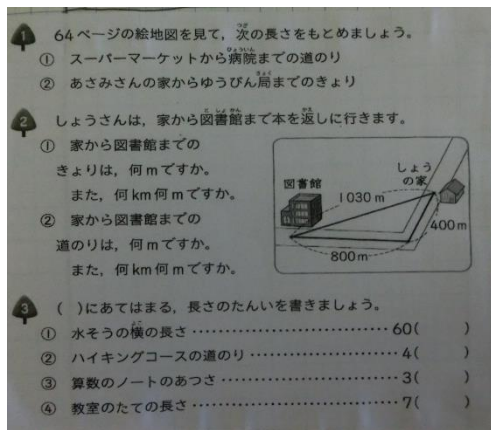 1 64ページの絵地図を見て，次の長さをもとめましょう。
① スーパーマーケットから病院までの道のり
② あさみさんの家からゆうびん局までのきょり
2 しょうさんは，家から図書館まで本を返しに行きます。
① 家から図書館までの
きょりは，何mですか。
また，何km何mですか。
② 家から図書館までの
道のりは，何mですか。
また，何km何mですか。
図書館
しょう
の家
1030m
400m
800m
3 ( )にあてはまる，長さのたんいを書きましょう。
① 水そうの横の長さ……………………………60( )
② ハイキングコースの道のり……………………4( )
③ 算数のノートのあつさ…………………………3( )
④ 教室のたての長さ………………………………7( )